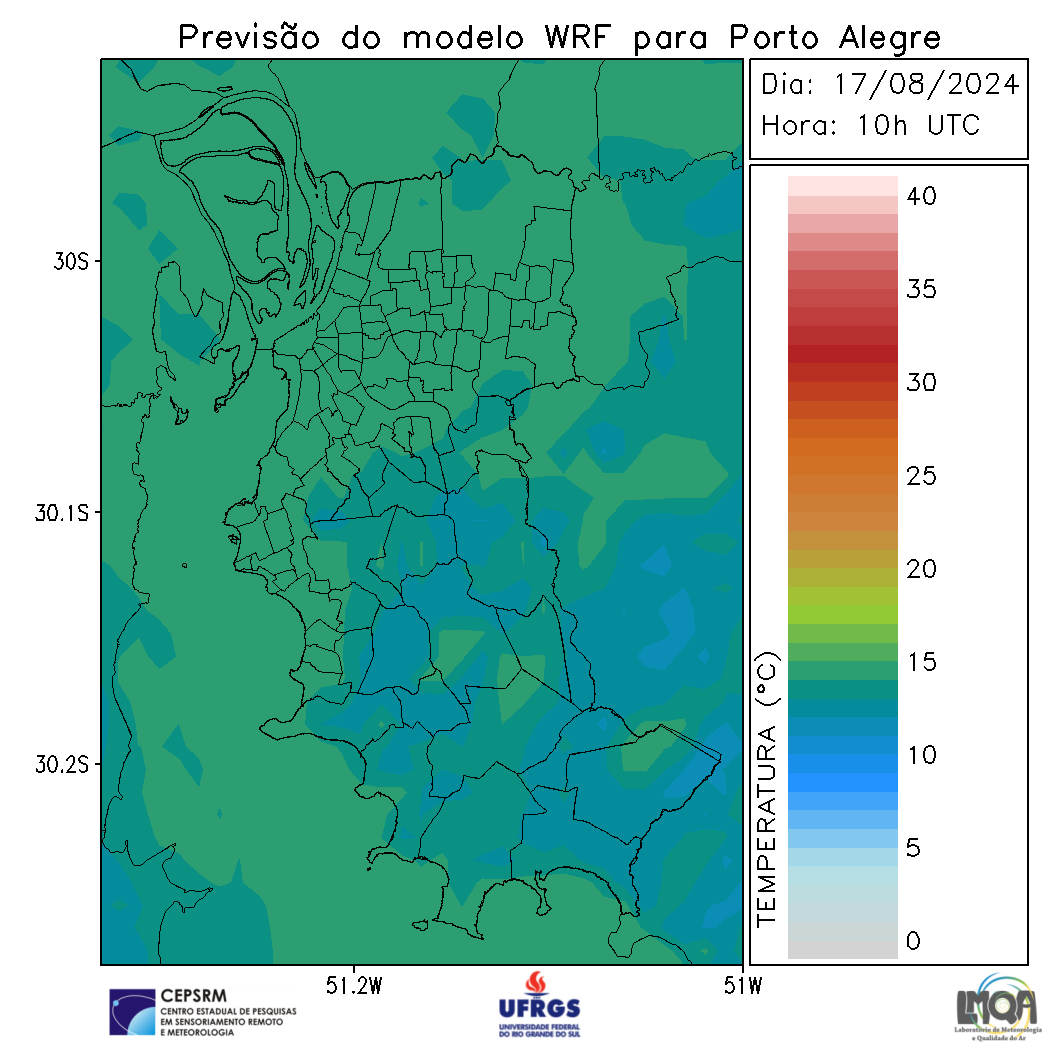 Previsão do modelo WRF para Porto Alegre
Dia: 17/08/2024
Hora: 10h UTC
30S
30.1S
30.2S
51.2W
51W
TEMPERATURA (°C)
40
35
30
25
20
15
10
5
0
CEPSRM
CENTRO ESTADUAL DE PESQUISAS
EM SENSORIAMENTO REMOTO
E METEOROLOGIA
UFRGS
UNIVERSIDADE FEDERAL
DO RIO GRANDE DO SUL
LMQA
Laboratório de Meteorologia
e Qualidade do Ar